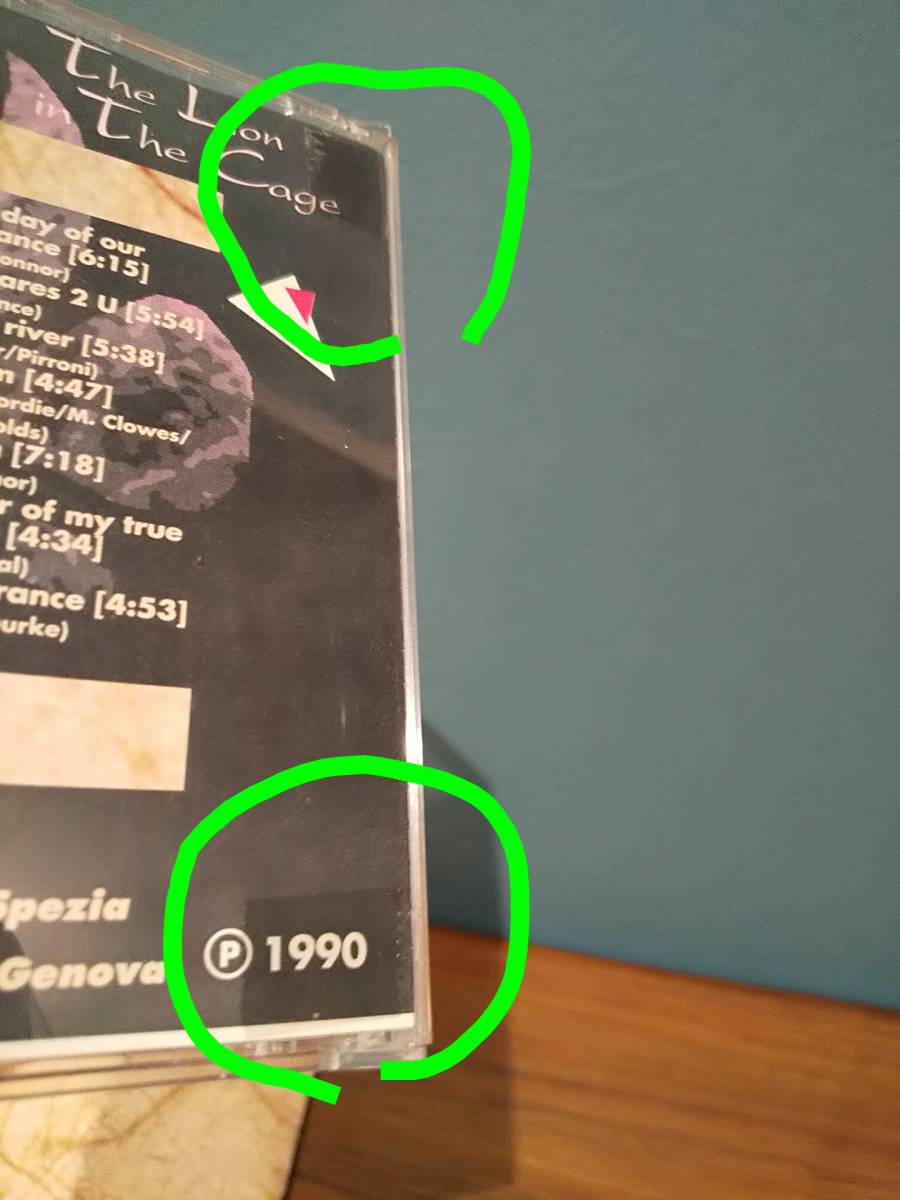 The Lion
in The Cage
day of our
ance [6:15]
onnor)
ares 2 U [5:54]
nce)
river [5:38]
r/Pirroni)
m [4:47]
ordie/M. Clowes/
olds)
[7:18]
or)
r of my true
[4:34]
al)
rance [4:53]
urke)
Spezia
Genova
Ⓟ 1990